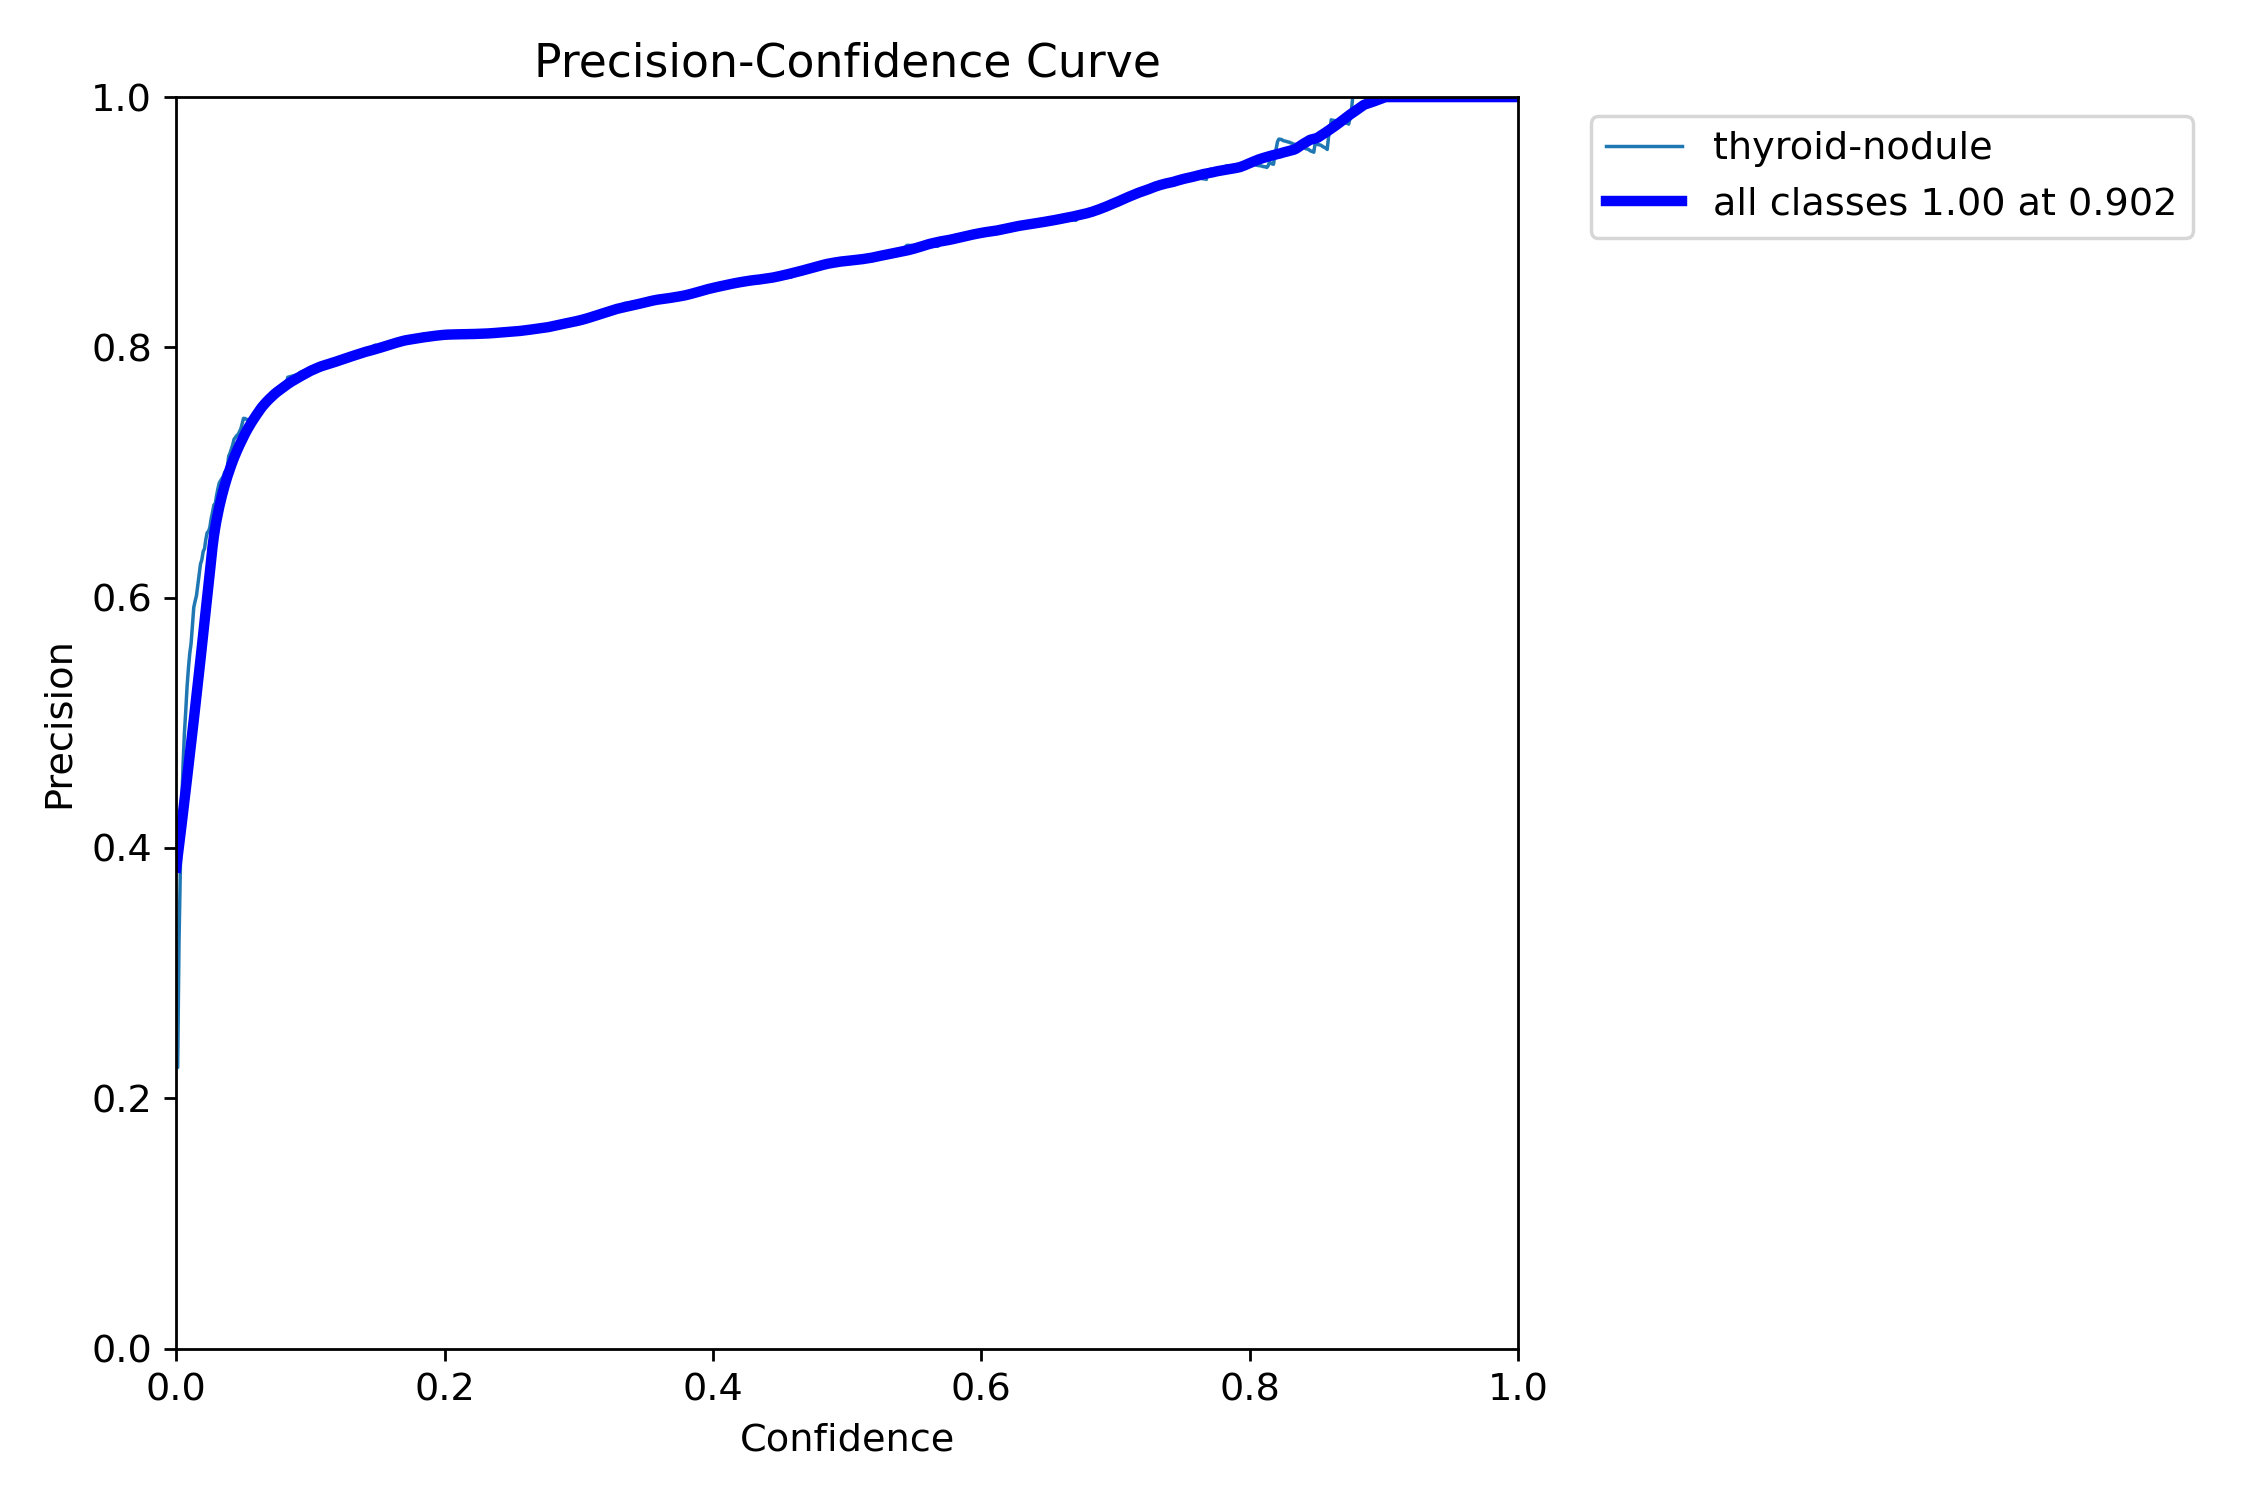 Precision-Confidence Curve
1.0
0.8
0.6
0.4
0.2
0.0
Precision
0.0 0.2 0.4 0.6 0.8 1.0
Confidence
thyroid-nodule
all classes 1.00 at 0.902